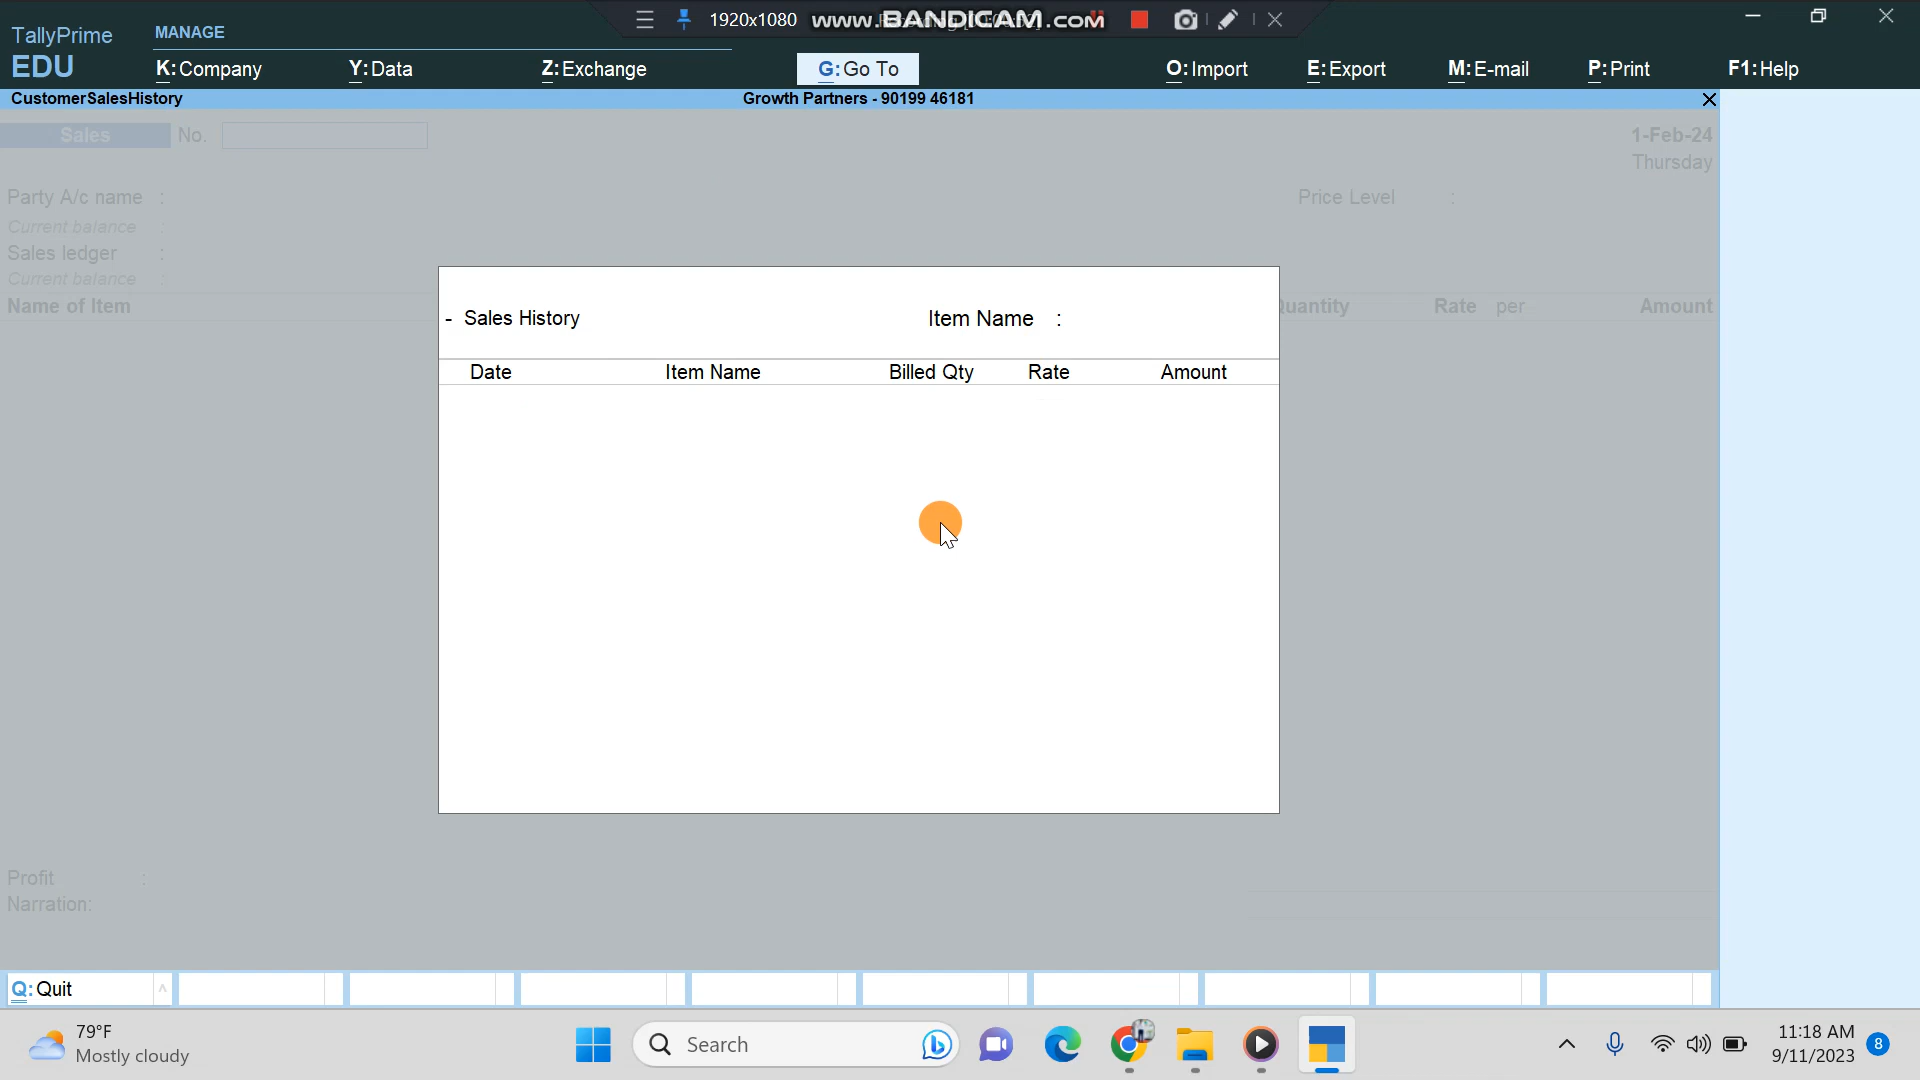 1920x1080 www.BANDICAM.com
TallyPrime MANAGE
EDU K:Company Y:Data Z:Exchange G:Go To O:Import E:Export M:E-mail P:Print F1:Help
CustomerSalesHistory Growth Partners - 90199 46181
Sales No. 1-Feb-24
Thursday
Party A/c name : Price Level :
Current balance :
Sales ledger :
Current balance :
Name of Item Quantity Rate per Amount
- Sales History Item Name :
Date Item Name Billed Qty Rate Amount
Profit :
Narration:
Q:Quit
79°F
Mostly cloudy
Search
11:18 AM
9/11/2023 8